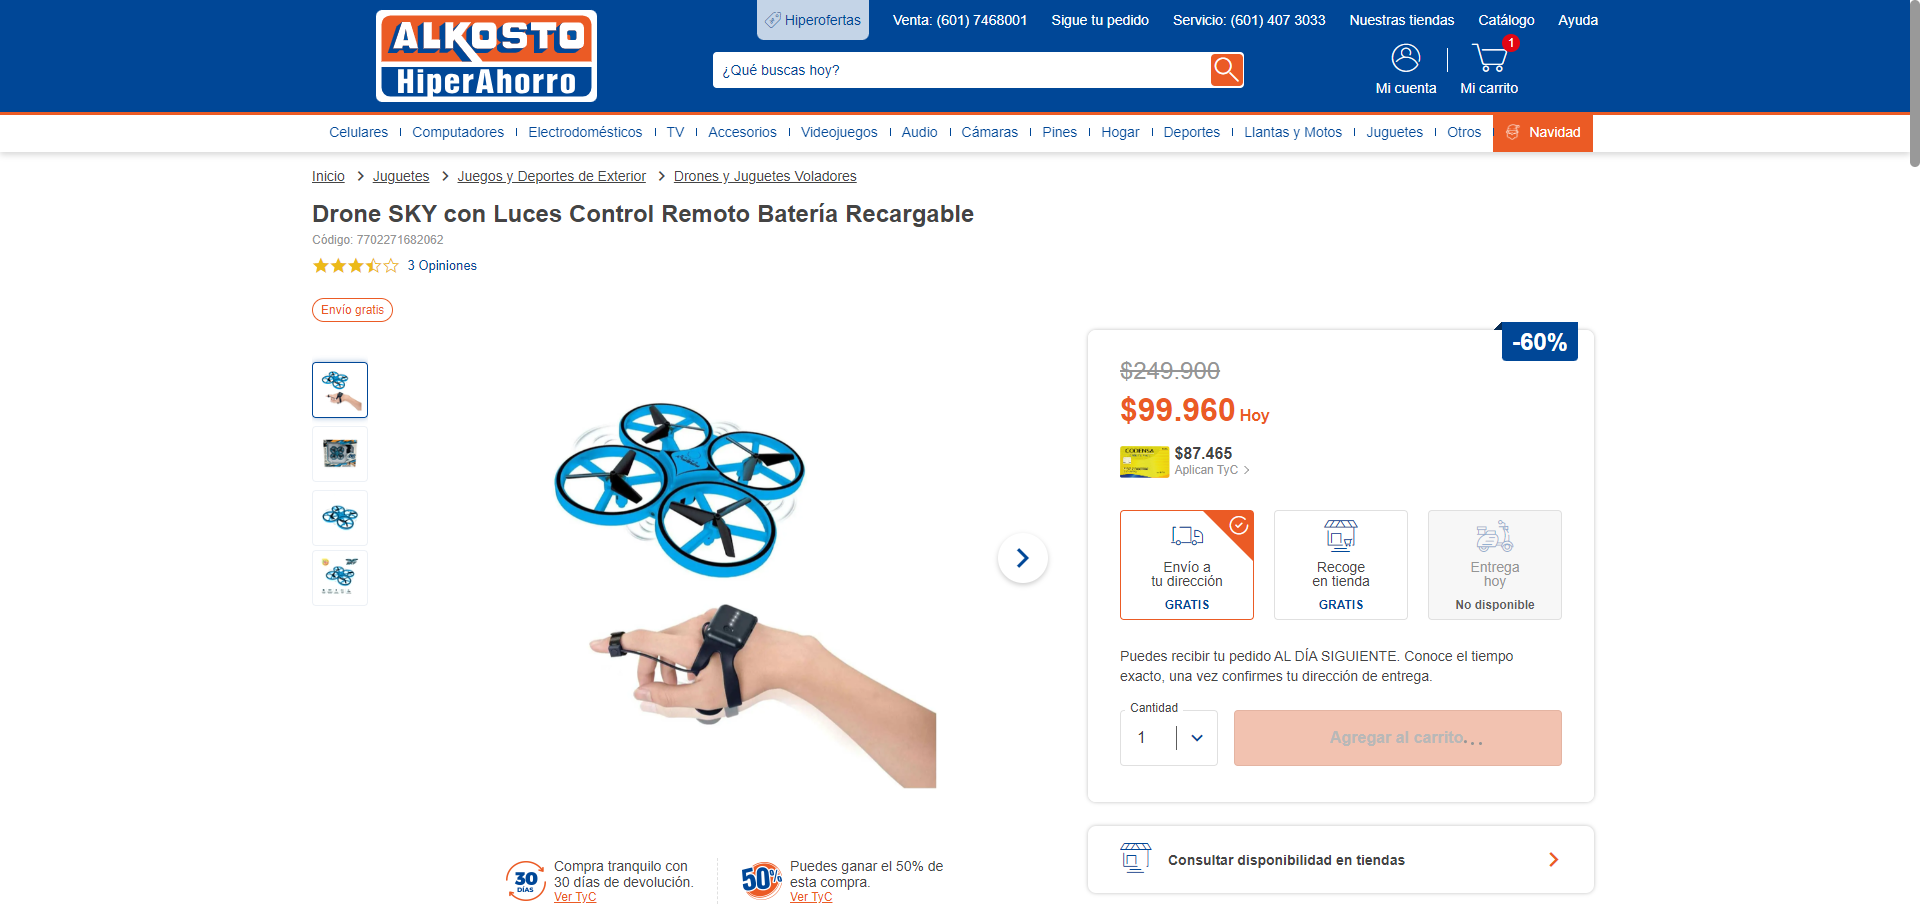 ALKOSTO
HiperAhorro
Hiperofertas
Venta: (601) 7468001
Sigue tu pedido
Servicio: (601) 407 3033
Nuestras tiendas
Catálogo
Ayuda
¿Qué buscas hoy?
1
Mi cuenta
Mi carrito
Celulares
Computadores
Electrodomésticos
TV
Accesorios
Videojuegos
Audio
Cámaras
Pines
Hogar
Deportes
Llantas y Motos
Juguetes
Otros
Navidad
Inicio
Juguetes
Juegos y Deportes de Exterior
Drones y Juguetes Voladores
Drone SKY con Luces Control Remoto Batería Recargable
Código: 7702271682062
3 Opiniones
Envío gratis
-60%
$249.900
$99.960 Hoy
CODENSA
$87.465
Aplican TyC
Envío a
tu dirección
GRATIS
Recoge
en tienda
GRATIS
Entrega
hoy
No disponible
Puedes recibir tu pedido AL DÍA SIGUIENTE. Conoce el tiempo
exacto, una vez confirmes tu dirección de entrega.
Cantidad
1
Agregar al carrito...
30
DÍAS
Compra tranquilo con
30 días de devolución.
Ver TyC
50%
Puedes ganar el 50% de
esta compra.
Ver TyC
Consultar disponibilidad en tiendas